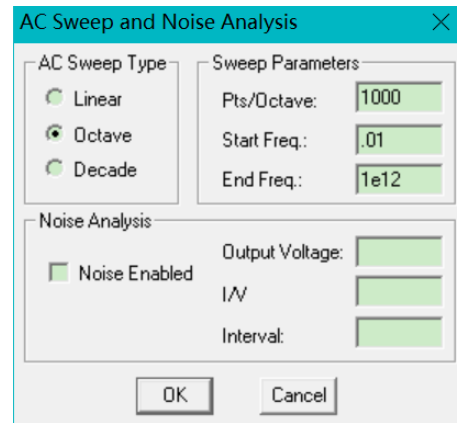 AC Sweep and Noise Analysis
AC Sweep Type
Linear
Octave
Decade
Sweep Parameters
Pts/Octave: 1000
Start Freq.: .01
End Freq.: 1e12
Noise Analysis
Noise Enabled
Output Voltage:
I/V
Interval:
OK Cancel